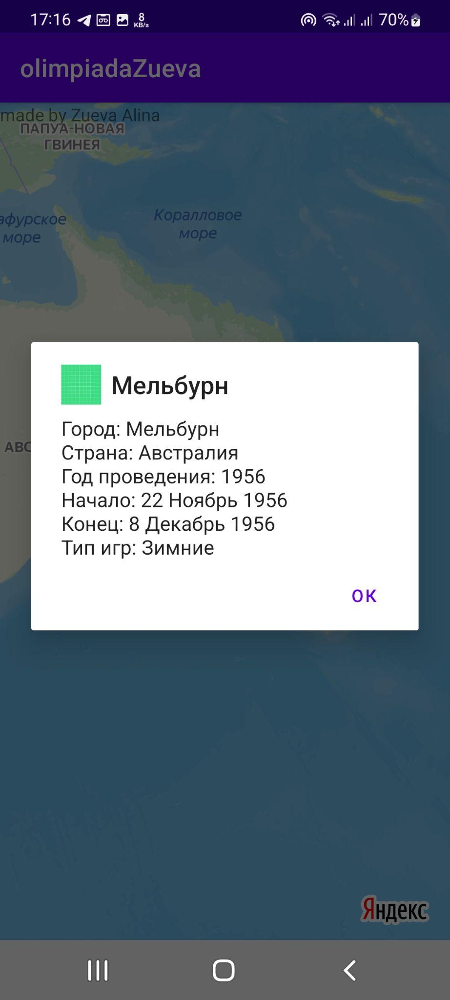 17:16
8
KB/s
70%
olimpiadaZueva
made by Zueva Alina
ПАПУА-НОВАЯ
ГВИНЕЯ
Коралловое
море
афурское
море
АВС
Мельбурн
Город: Мельбурн
Страна: Австралия
Год проведения: 1956
Начало: 22 Ноябрь 1956
Конец: 8 Декабрь 1956
Тип игр: Зимние
OK
Яндекс